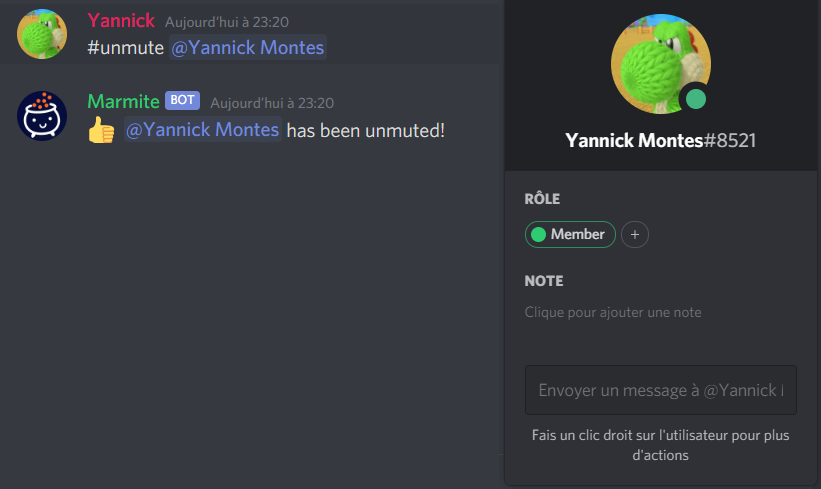 Yannick Aujourd'hui à 23:20
#unmute @Yannick Montes
Marmite BOT Aujourd'hui à 23:20
👍 @Yannick Montes has been unmuted!
Yannick Montes#8521
RÔLE
Member +
NOTE
Clique pour ajouter une note
Envoyer un message à @Yannick
Fais un clic droit sur l'utilisateur pour plus
d'actions